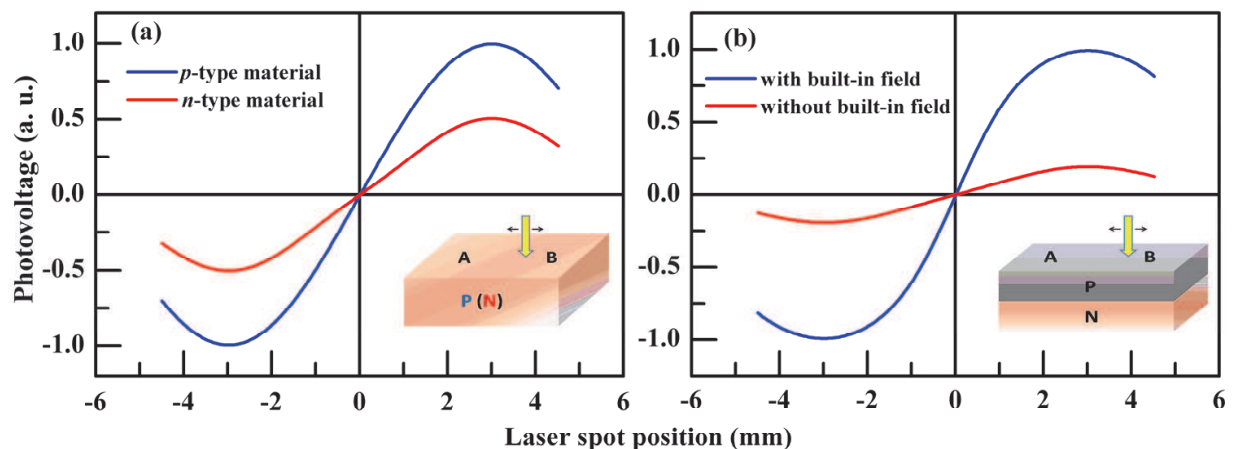 Photovoltage (a. u.)
(a)
1.0
0.5
0.0
-0.5
-1.0
p-type material
n-type material
A
B
P (N)
-6 -4 -2 0 2 4 6
(b)
1.0
0.5
0.0
-0.5
-1.0
with built-in field
without built-in field
A
B
P
N
-6 -4 -2 0 2 4 6
Laser spot position (mm)